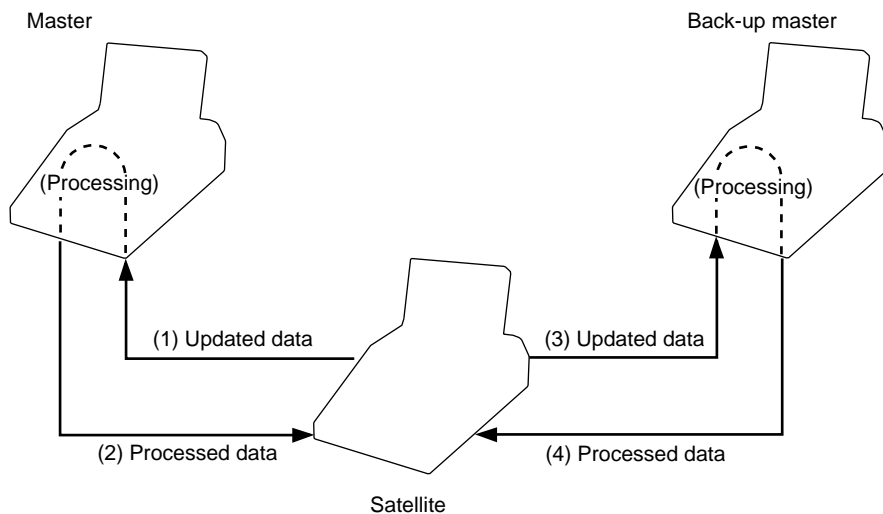 Master
Back-up master
(Processing)
(Processing)
(1) Updated data
(3) Updated data
(2) Processed data
(4) Processed data
Satellite